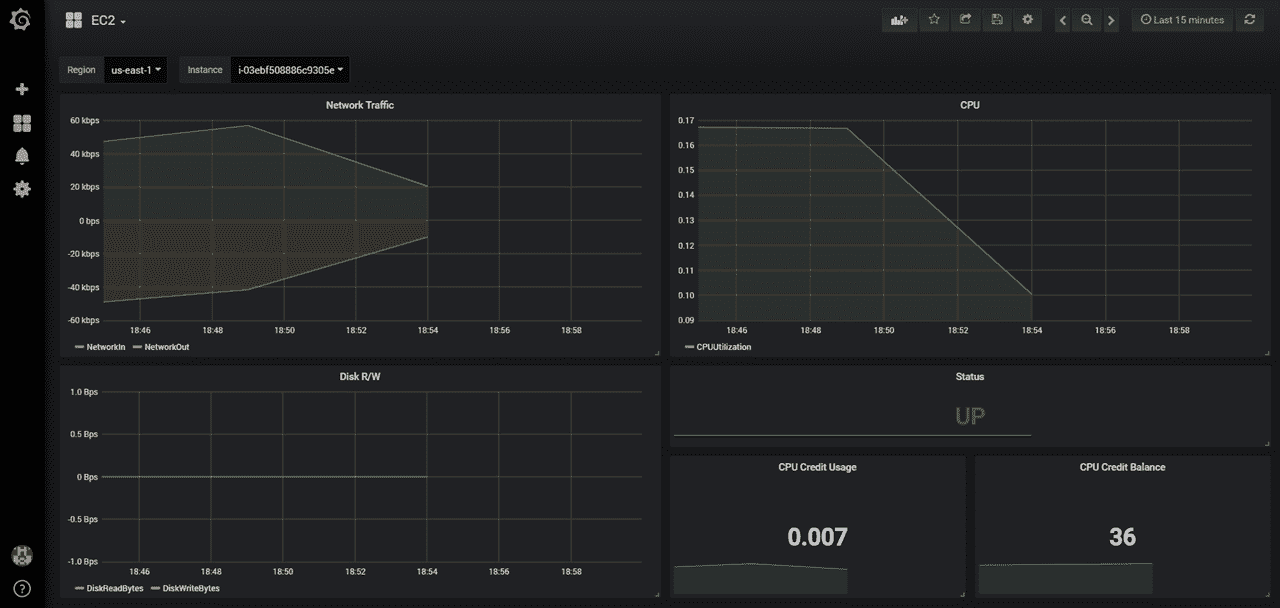 EC2
Last 15 minutes
Region us-east-1 Instance i-03ebf508886c9305e
Network Traffic
60 kbps
40 kbps
20 kbps
0 bps
-20 kbps
-40 kbps
-60 kbps
18:46 18:48 18:50 18:52 18:54 18:56 18:58
NetworkIn NetworkOut
CPU
0.17
0.16
0.15
0.14
0.13
0.12
0.11
0.10
0.09
18:46 18:48 18:50 18:52 18:54 18:56 18:58
CPUUtilization
Disk R/W
1.0 Bps
0.5 Bps
0 Bps
-0.5 Bps
-1.0 Bps
18:46 18:48 18:50 18:52 18:54 18:56 18:58
DiskReadBytes DiskWriteBytes
Status
UP
CPU Credit Usage
0.007
CPU Credit Balance
36